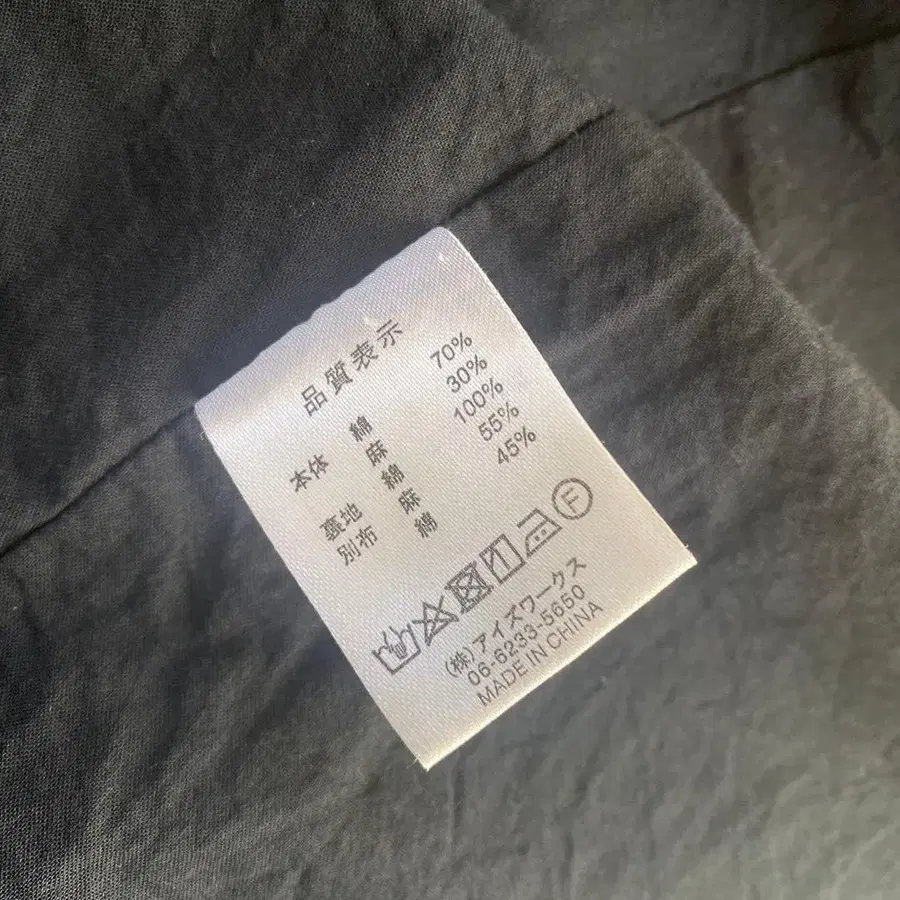 品質表示
本体 綿 70%
麻 30%
裏地 綿 100%
別布 麻 55%
綿 45%
F
(株)アイズワークス
06-6233-5650
MADE IN CHINA